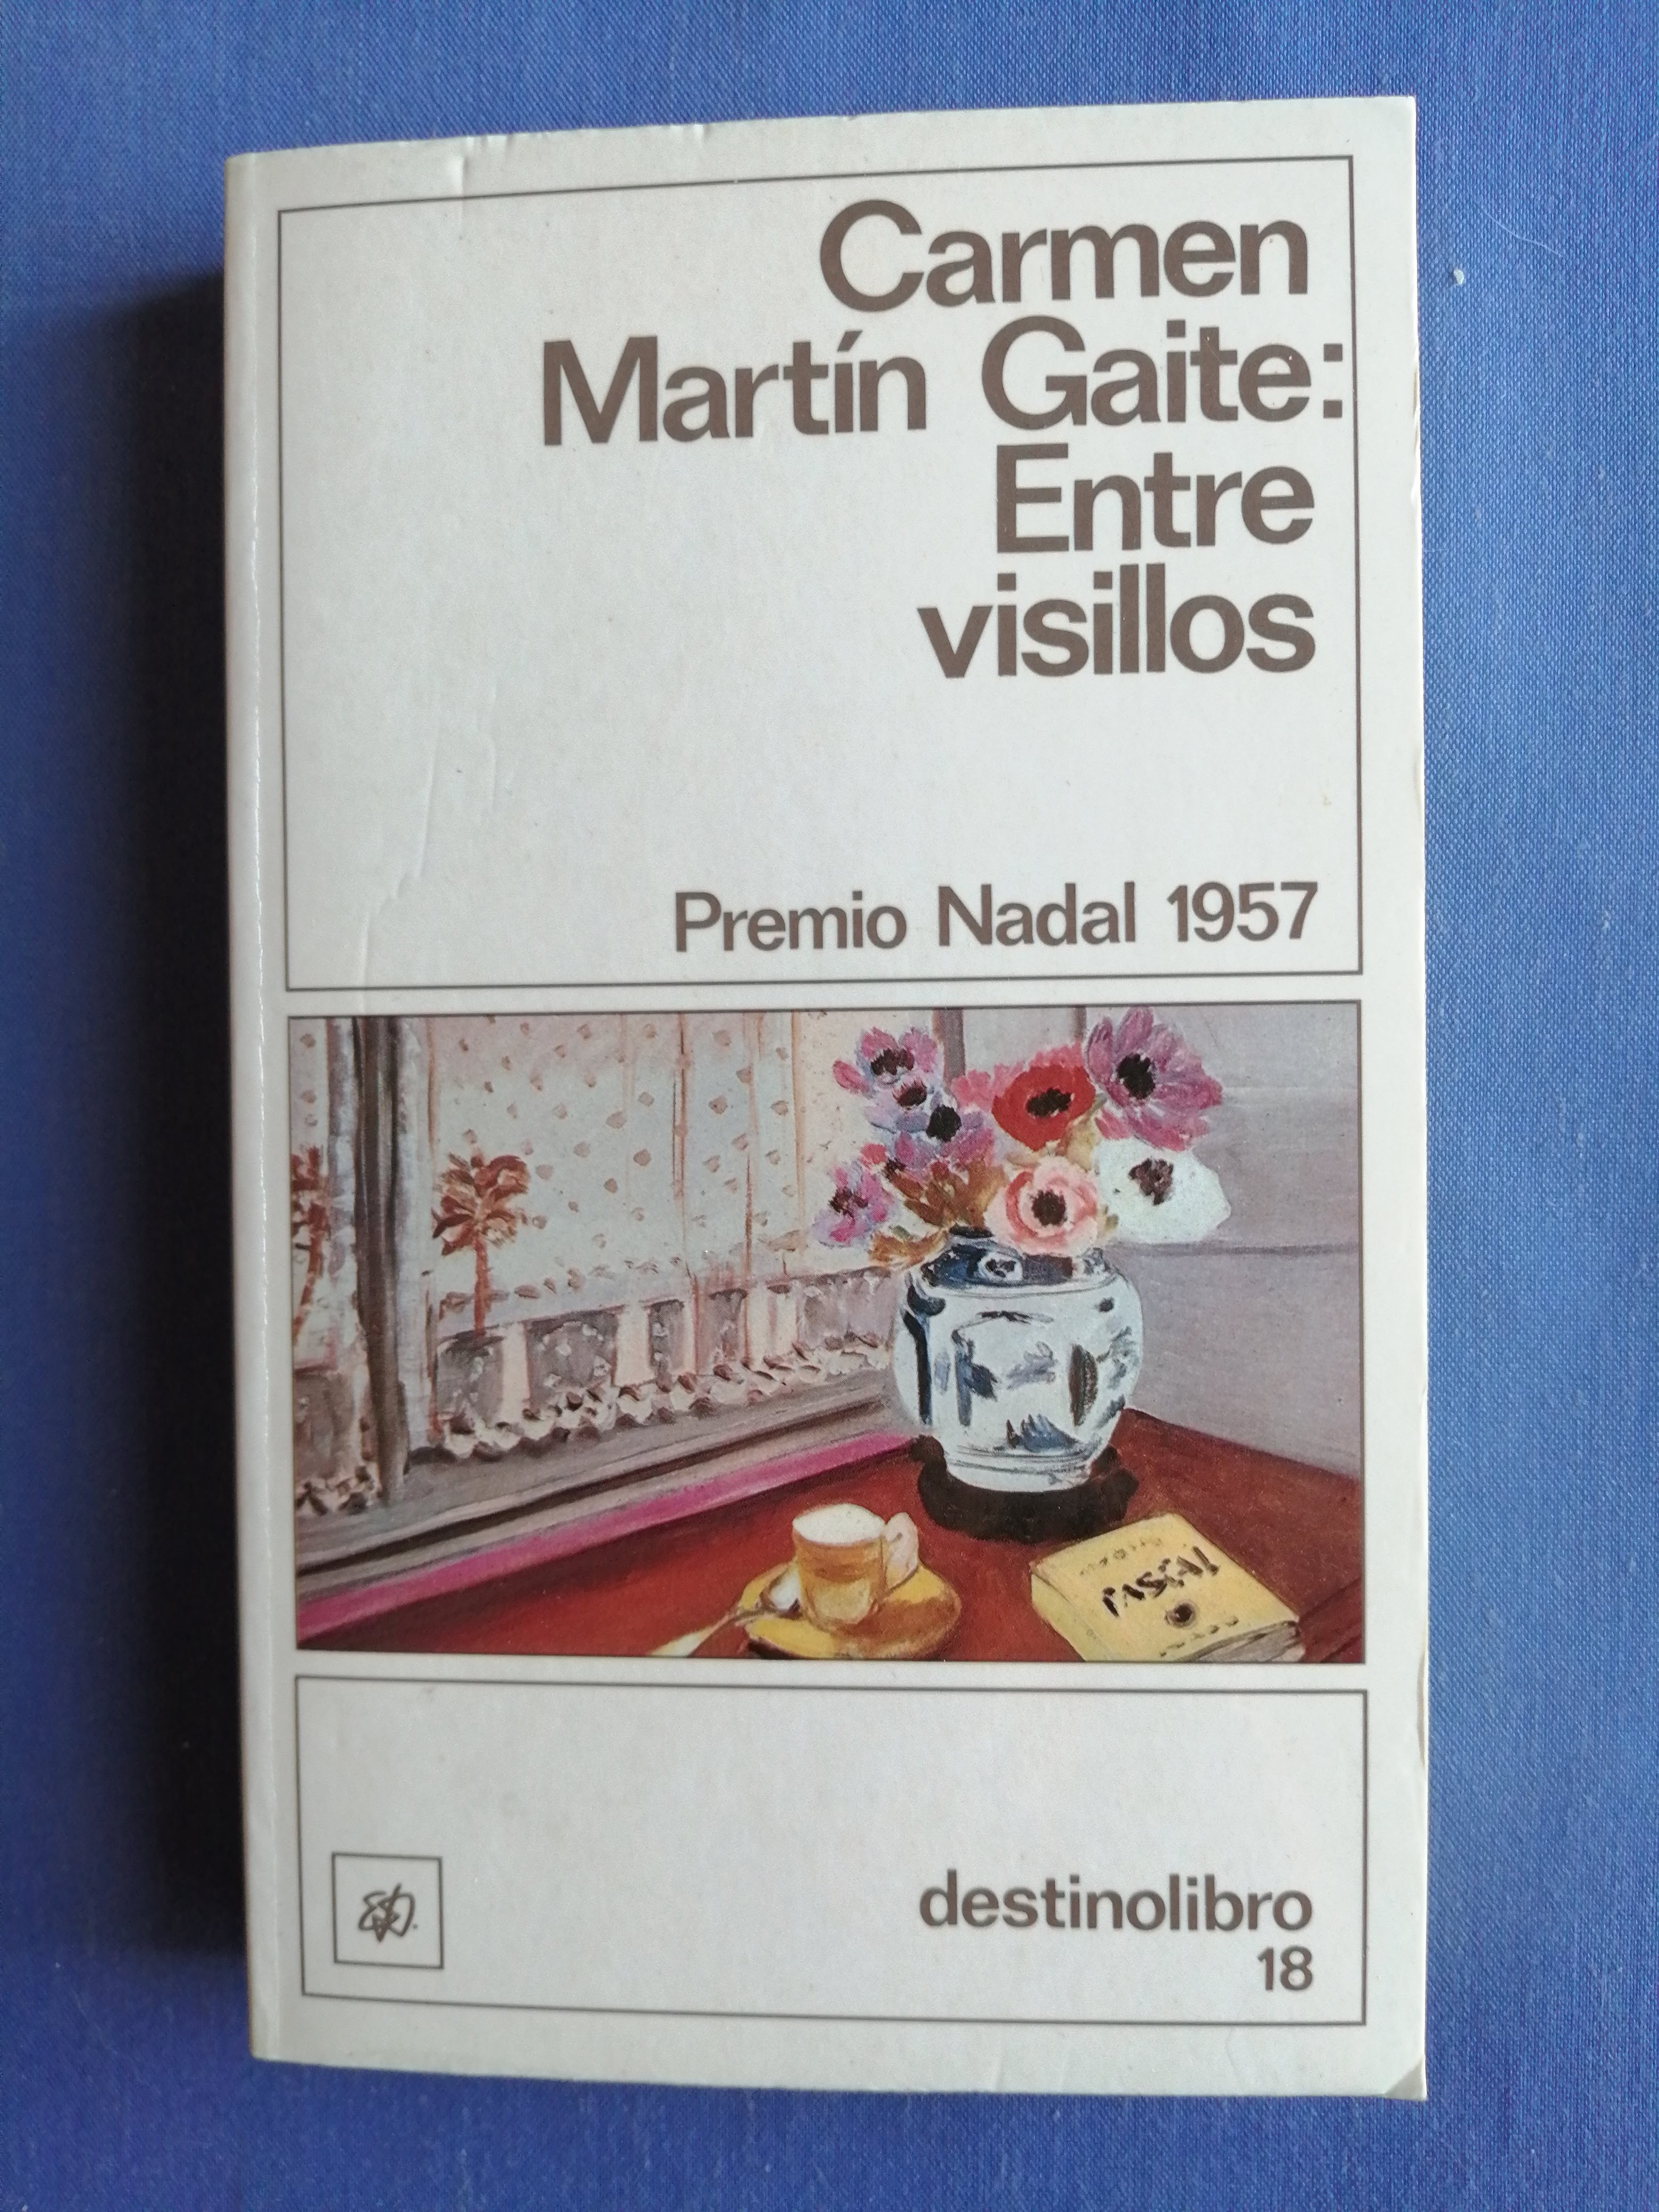 Carmen
Martín Gaite:
Entre
visillos
Premio Nadal 1957
PASCAL
destinolibro
18